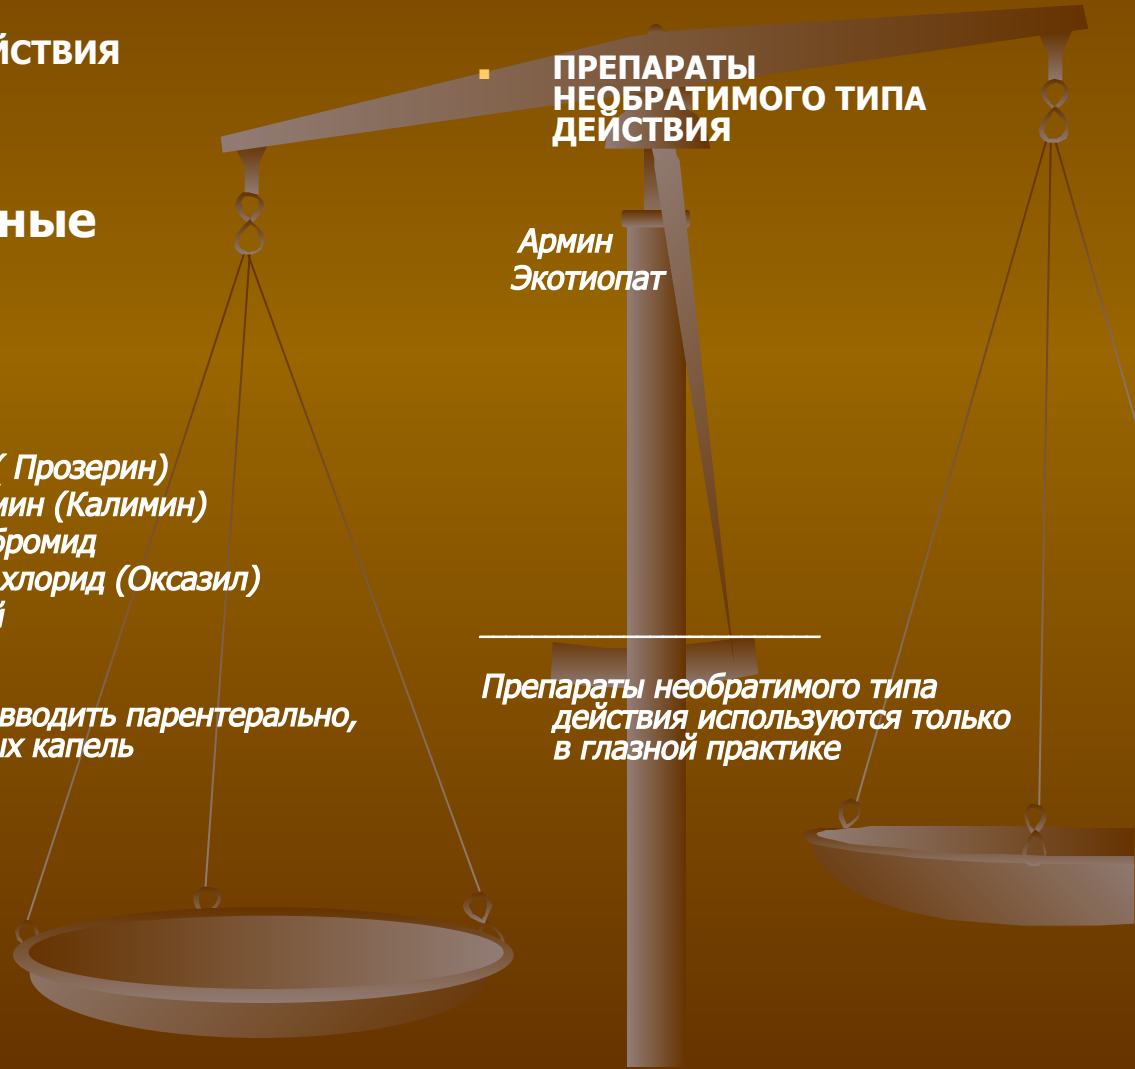 ЙСТВИЯ
ные
( Прозерин)
мин (Калимин)
бромид
хлорид (Оксазил)
й
вводить парентерально,
ых капель
▪ ПРЕПАРАТЫ
НЕОБРАТИМОГО ТИПА
ДЕЙСТВИЯ
Армин
Экотиопат
Препараты необратимого типа
действия используются только
в глазной практике